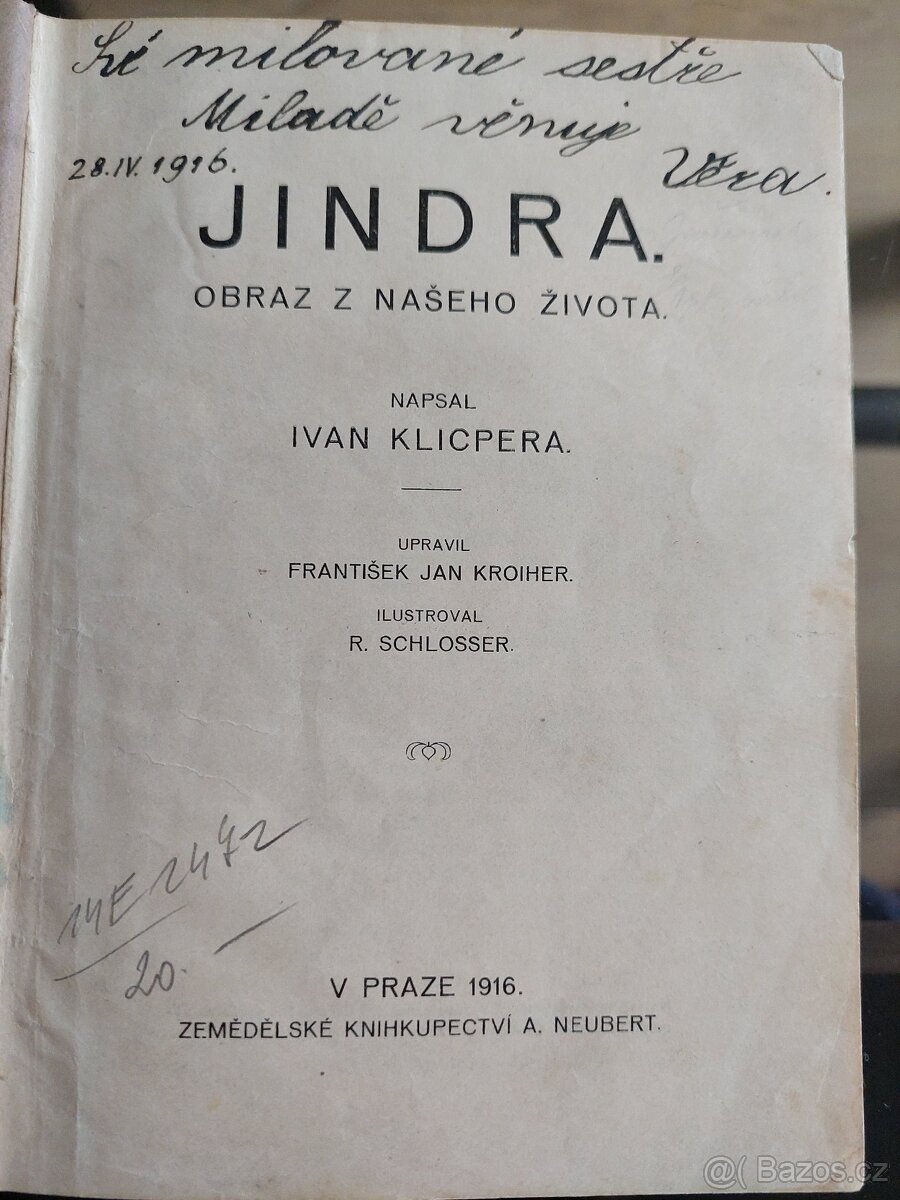 Své milované sestře
Miladě věnuje
28.IV.1916.
Věra.
JINDRA.
OBRAZ Z NAŠEHO ŽIVOTA.
NAPSAL
IVAN KLICPERA.
UPRAVIL
FRANTIŠEK JAN KROIHER.
ILUSTROVAL
R. SCHLOSSER.
14E2472
20.–
V PRAZE 1916.
ZEMĚDĚLSKÉ KNIHKUPECTVÍ A. NEUBERT.
@( Bazos.cz